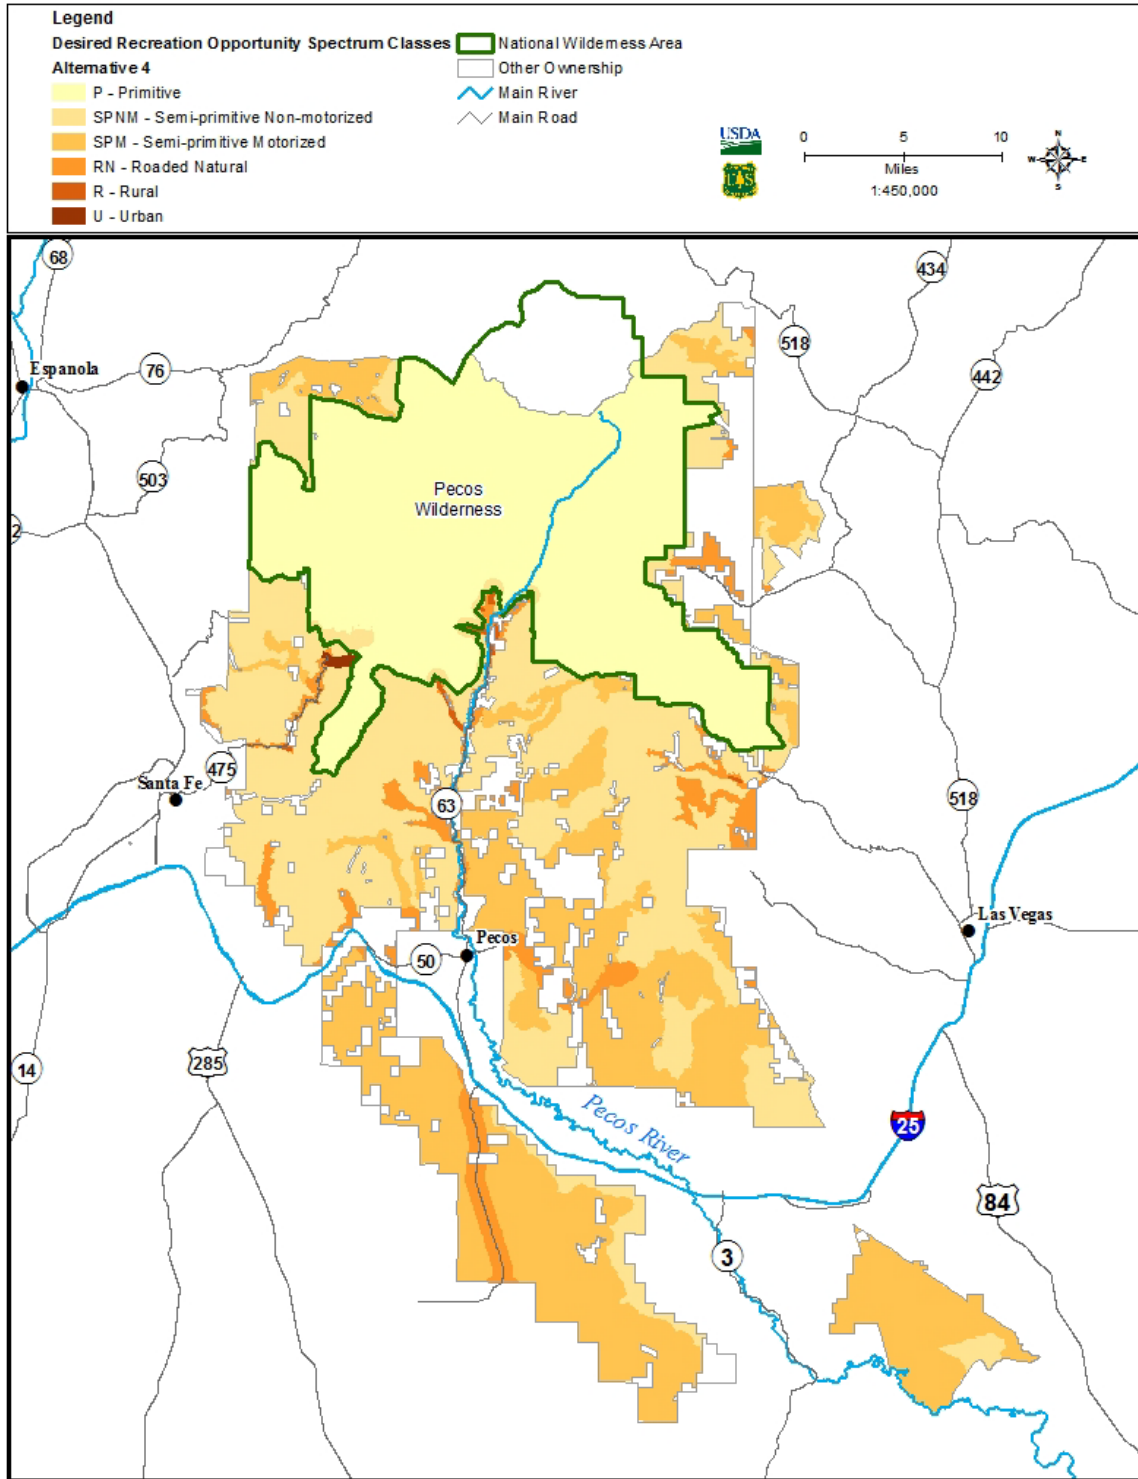 Legend
Desired Recreation Opportunity Spectrum Classes
Alternative 4
P - Primitive
SPNM - Semi-primitive Non-motorized
SPM - Semi-primitive Motorized
RN - Roaded Natural
R - Rural
U - Urban
National Wilderness Area
Other Ownership
Main River
Main Road
USDA
U S
0 5 10
Miles
1:450,000
N
W E
S
68
434
518
Espanola
76
442
503
Pecos
Wilderness
2
475
Santa Fe
63
518
Las Vegas
Pecos
50
14
285
Pecos River
25
84
3